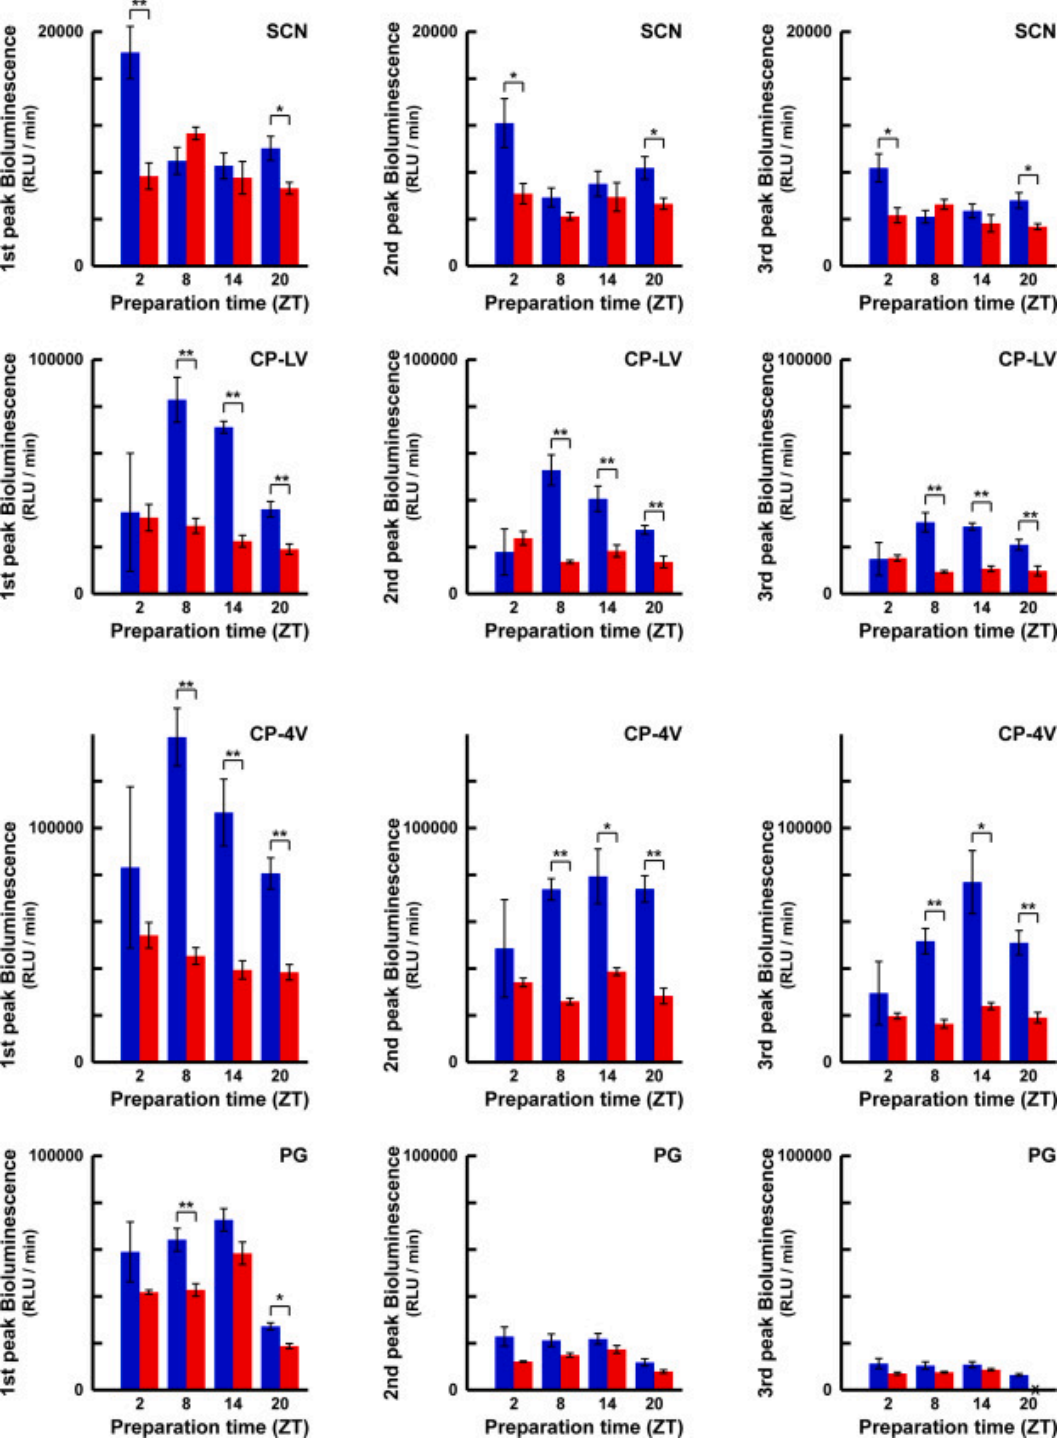 ** 
20000 SCN
1st peak Bioluminescence
(RLU / min)
*
0
2 8 14 20
Preparation time (ZT)
20000 SCN
2nd peak Bioluminescence
(RLU / min)
*
*
0
2 8 14 20
Preparation time (ZT)
20000 SCN
3rd peak Bioluminescence
(RLU / min)
*
*
0
2 8 14 20
Preparation time (ZT)
100000 CP-LV
1st peak Bioluminescence
(RLU / min)
**
**
**
0
2 8 14 20
Preparation time (ZT)
100000 CP-LV
2nd peak Bioluminescence
(RLU / min)
**
**
**
0
2 8 14 20
Preparation time (ZT)
100000 CP-LV
3rd peak Bioluminescence
(RLU / min)
**
**
**
0
2 8 14 20
Preparation time (ZT)
**
CP-4V
**
100000
1st peak Bioluminescence
(RLU / min)
**
0
2 8 14 20
Preparation time (ZT)
CP-4V
100000
2nd peak Bioluminescence
(RLU / min)
**
*
**
0
2 8 14 20
Preparation time (ZT)
CP-4V
100000
3rd peak Bioluminescence
(RLU / min)
**
*
**
0
2 8 14 20
Preparation time (ZT)
100000 PG
1st peak Bioluminescence
(RLU / min)
**
*
0
2 8 14 20
Preparation time (ZT)
100000 PG
2nd peak Bioluminescence
(RLU / min)
0
2 8 14 20
Preparation time (ZT)
100000 PG
3rd peak Bioluminescence
(RLU / min)
0
x
2 8 14 20
Preparation time (ZT)